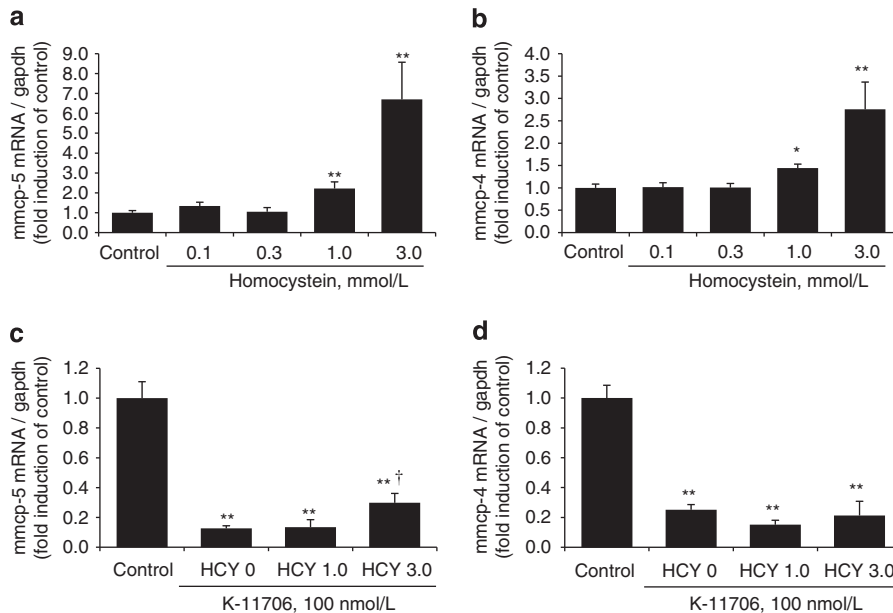 a
mmcp-5 mRNA / gapdh
(fold induction of control)
9.0
8.0
7.0
6.0
5.0
4.0
3.0
2.0
1.0
0.0
**
**
Control 0.1 0.3 1.0 3.0
Homocystein, mmol/L
b
mmcp-4 mRNA / gapdh
(fold induction of control)
4.0
3.5
3.0
2.5
2.0
1.5
1.0
0.5
0.0
*
**
Control 0.1 0.3 1.0 3.0
Homocystein, mmol/L
c
mmcp-5 mRNA / gapdh
(fold induction of control)
1.2
1.0
0.8
0.6
0.4
0.2
0.0
**
**
** †
Control HCY 0 HCY 1.0 HCY 3.0
K-11706, 100 nmol/L
d
mmcp-4 mRNA / gapdh
(fold induction of control)
1.2
1.0
0.8
0.6
0.4
0.2
0.0
**
**
**
Control HCY 0 HCY 1.0 HCY 3.0
K-11706, 100 nmol/L